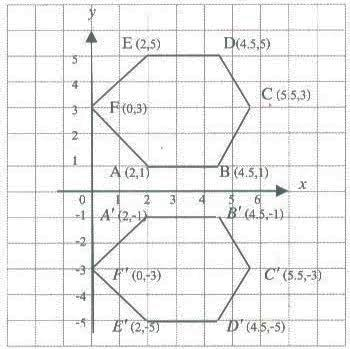 y
E (2,5) D(4.5,5)
5
4
C (5.5,3)
3 F (0,3)
2
1
A (2,1) B (4.5,1)
x
0 1 2 3 4 5 6
-1 A' (2,-1) B' (4.5,-1)
-2
-3 F' (0,-3) C' (5.5,-3)
-4
-5 E' (2,-5) D' (4.5,-5)